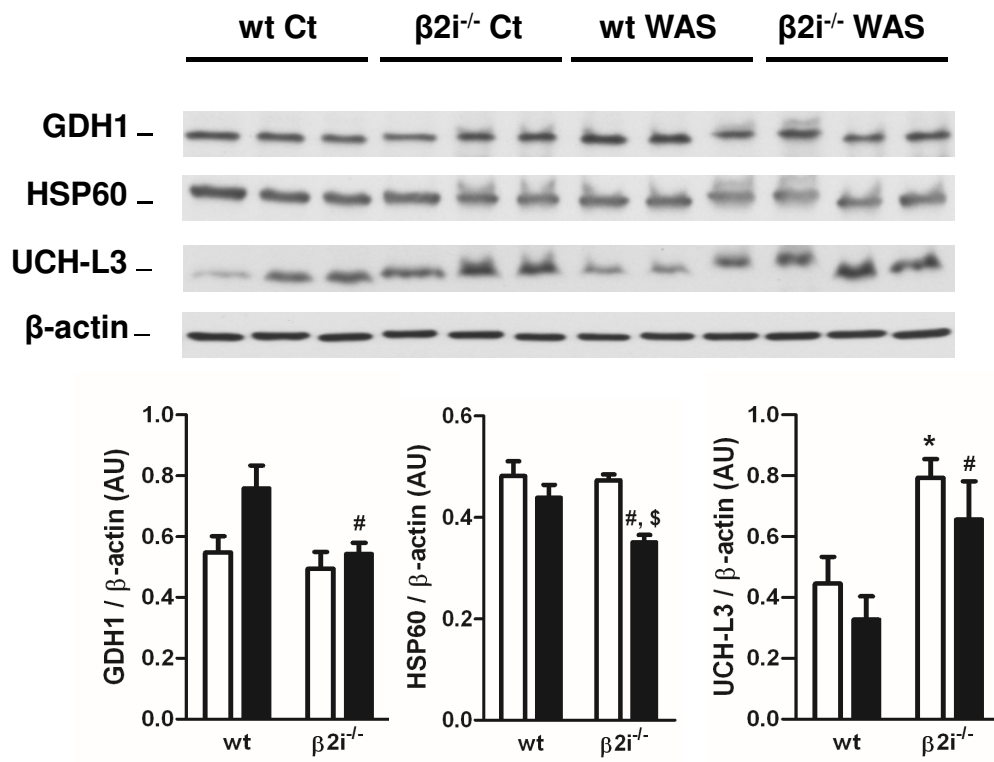 wt Ct β2i-/- Ct wt WAS β2i-/- WAS
GDH1
HSP60
UCH-L3
β-actin
GDH1 / β-actin (AU)
1.0
0.8
0.6
0.4
0.2
0.0
#
wt β2i-/-
HSP60 / β-actin (AU)
0.6
0.4
0.2
0.0
#, $
wt β2i-/-
UCH-L3 / β-actin (AU)
1.0
0.8
0.6
0.4
0.2
0.0
*
#
wt β2i-/-